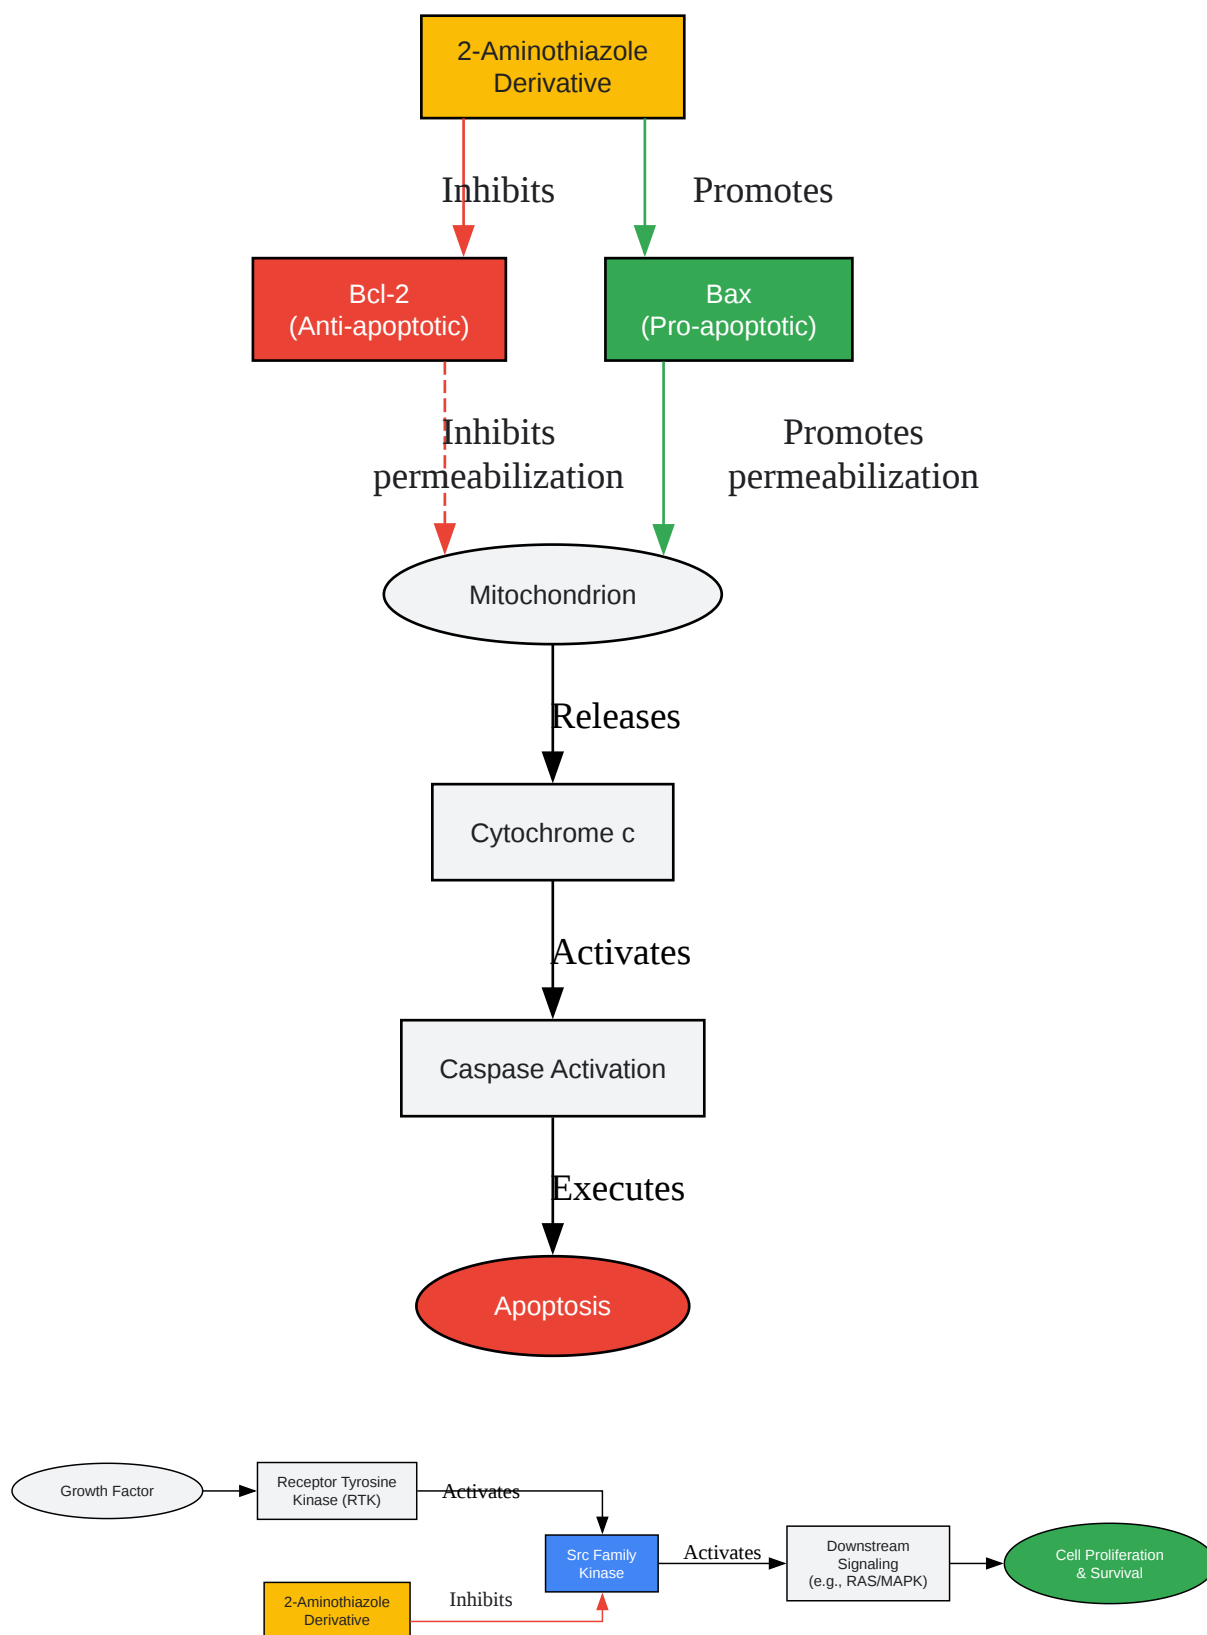 2-Aminothiazole
Derivative
Inhibits
Promotes
Bcl-2
(Anti-apoptotic)
Bax
(Pro-apoptotic)
Inhibits
permeabilization
Promotes
permeabilization
Mitochondrion
Releases
Cytochrome c
Activates
Caspase Activation
Executes
Apoptosis
Growth Factor
Receptor Tyrosine
Kinase (RTK)
Activates
Src Family
Kinase
Activates
Downstream
Signaling
(e.g., RAS/MAPK)
Cell Proliferation
& Survival
2-Aminothiazole
Derivative
Inhibits